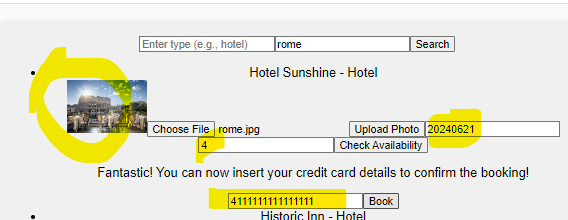 Enter type (e.g., hotel) rome Search
Hotel Sunshine - Hotel
Choose File rome.jpg Upload Photo 20240621
4 Check Availability
Fantastic! You can now insert your credit card details to confirm the booking!
4111111111111111 Book
Historic Inn - Hotel